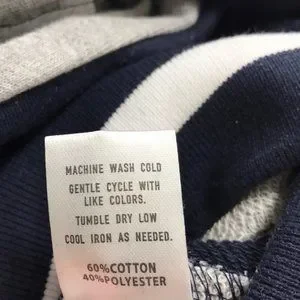 MACHINE WASH COLD
GENTLE CYCLE WITH
LIKE COLORS.
TUMBLE DRY LOW
COOL IRON AS NEEDED.
60%COTTON
40%POLYESTER